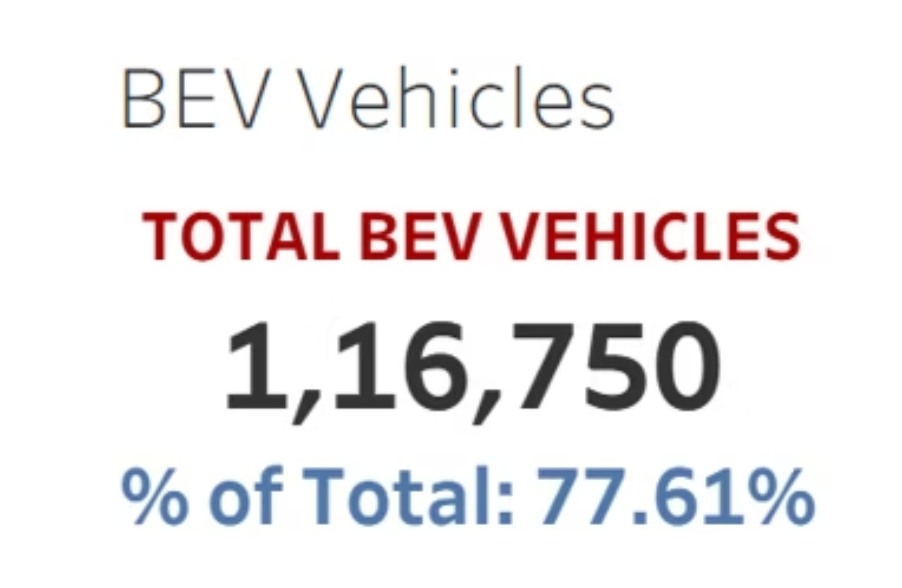 BEV Vehicles
TOTAL BEV VEHICLES
1,16,750
% of Total: 77.61%